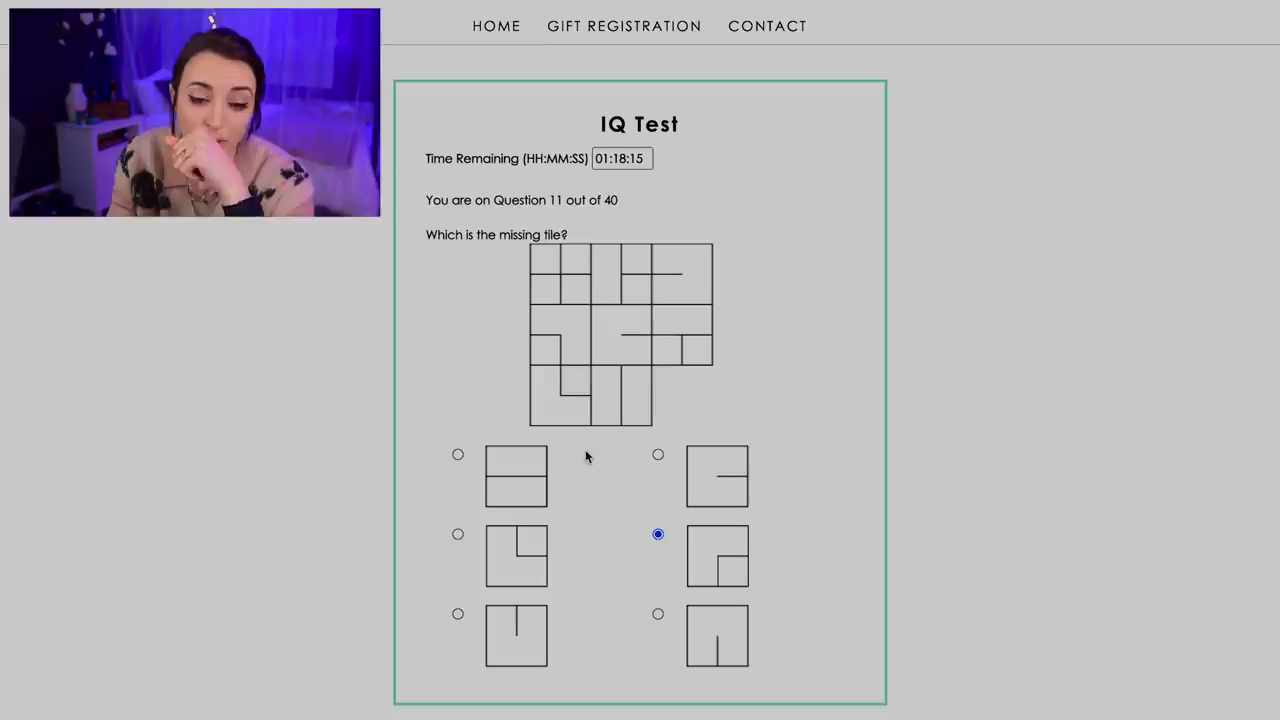 HOME GIFT REGISTRATION CONTACT
IQ Test
Time Remaining (HH:MM:SS) 01:18:15
You are on Question 11 out of 40
Which is the missing tile?